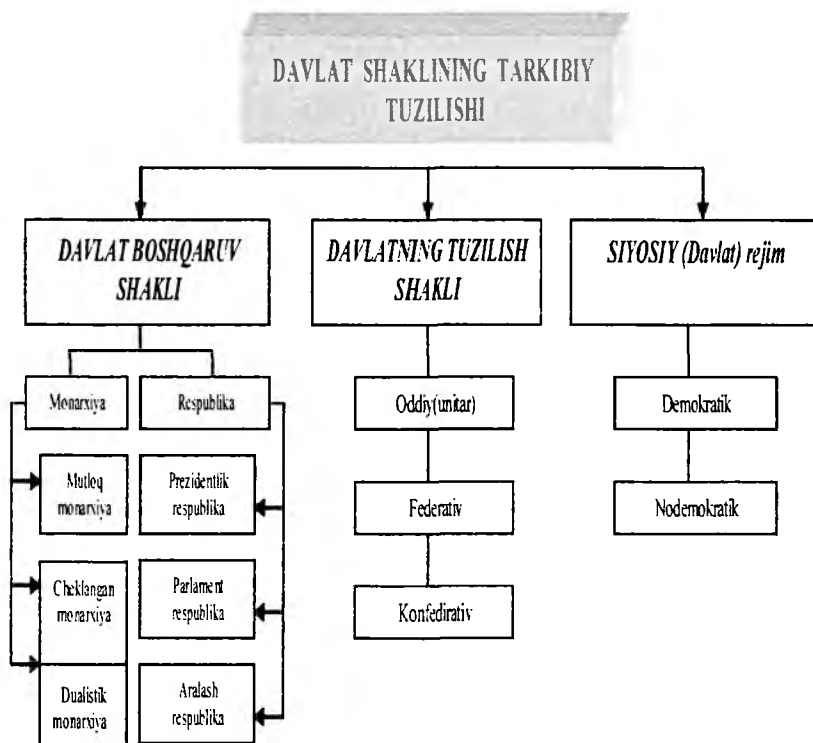 DAVLAT SHAKLINING TARKIBIY
TUZILISHI
DAVLAT BOSHQARUV
SHAKLI
DAVLATNING TUZILISH
SHAKLI
SIYOSIY (Davlat) rejim
Monarxiya
Respublika
Mutloq
monarxiya
Cheklangan
monarxiya
Dualistik
monarxiya
Prezidentlik
respublika
Parlament
respublika
Aralash
respublika
Oddiy(unitar)
Federativ
Konfedirativ
Demokratik
Nodemokratik